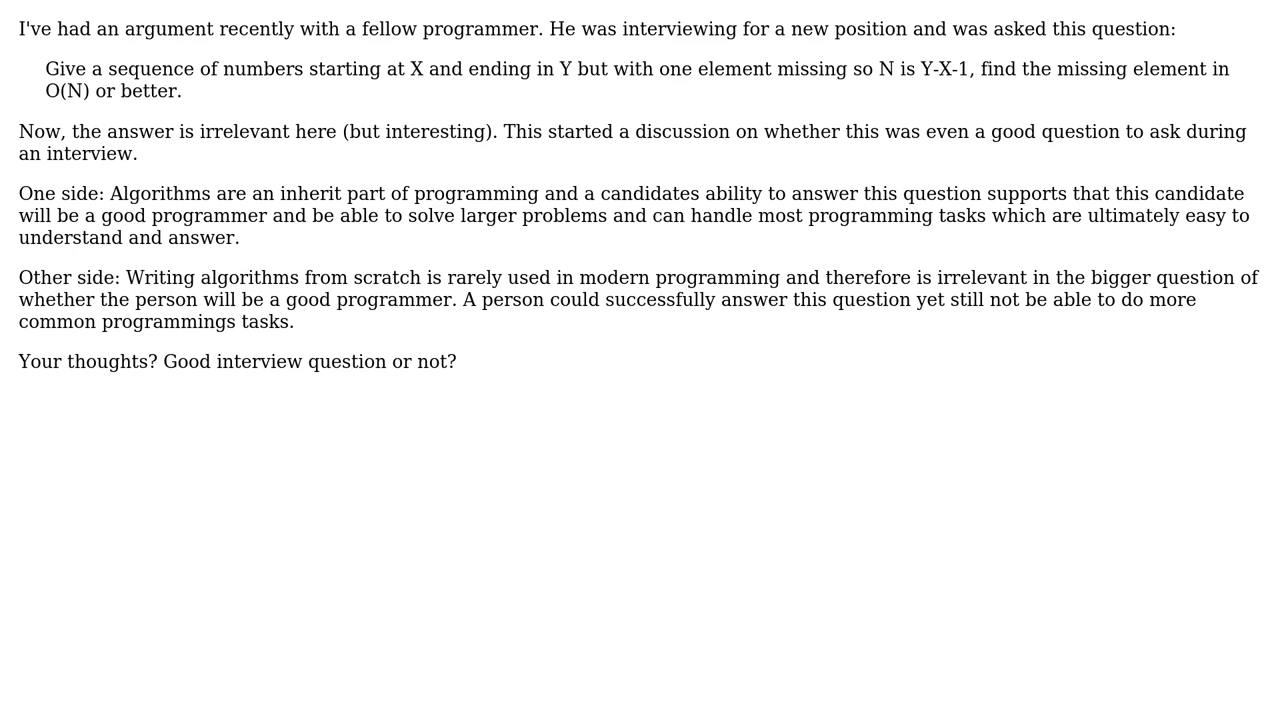 I've had an argument recently with a fellow programmer. He was interviewing for a new position and was asked this question:
Give a sequence of numbers starting at X and ending in Y but with one element missing so N is Y-X-1, find the missing element in
O(N) or better.
Now, the answer is irrelevant here (but interesting). This started a discussion on whether this was even a good question to ask during
an interview.
One side: Algorithms are an inherit part of programming and a candidates ability to answer this question supports that this candidate
will be a good programmer and be able to solve larger problems and can handle most programming tasks which are ultimately easy to
understand and answer.
Other side: Writing algorithms from scratch is rarely used in modern programming and therefore is irrelevant in the bigger question of
whether the person will be a good programmer. A person could successfully answer this question yet still not be able to do more
common programmings tasks.
Your thoughts? Good interview question or not?